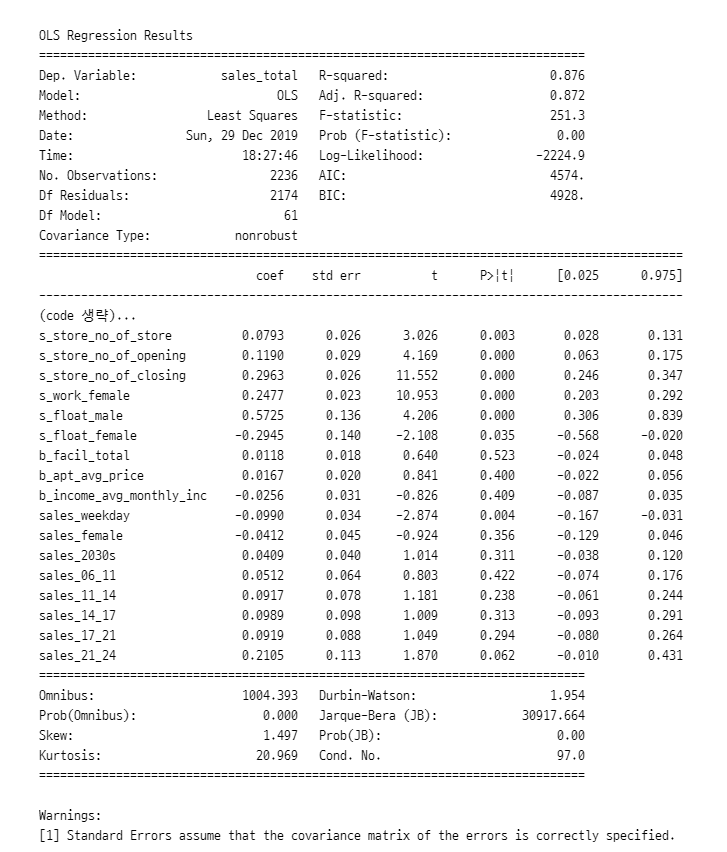 OLS Regression Results
==============================================================================
Dep. Variable: sales_total R-squared: 0.876
Model: OLS Adj. R-squared: 0.872
Method: Least Squares F-statistic: 251.3
Date: Sun, 29 Dec 2019 Prob (F-statistic): 0.00
Time: 18:27:46 Log-Likelihood: -2224.9
No. Observations: 2236 AIC: 4574.
Df Residuals: 2174 BIC: 4928.
Df Model: 61
Covariance Type: nonrobust
============================================================================================
coef std err t P>|t| [0.025 0.975]
--------------------------------------------------------------------------------------------
(code 생략)...
s_store_no_of_store 0.0793 0.026 3.026 0.003 0.028 0.131
s_store_no_of_opening 0.1190 0.029 4.169 0.000 0.063 0.175
s_store_no_of_closing 0.2963 0.026 11.552 0.000 0.246 0.347
s_work_female 0.2477 0.023 10.953 0.000 0.203 0.292
s_float_male 0.5725 0.136 4.206 0.000 0.306 0.839
s_float_female -0.2945 0.140 -2.108 0.035 -0.568 -0.020
b_facil_total 0.0118 0.018 0.640 0.523 -0.024 0.048
b_apt_avg_price 0.0167 0.020 0.841 0.400 -0.022 0.056
b_income_avg_monthly_inc -0.0256 0.031 -0.826 0.409 -0.087 0.035
sales_weekday -0.0990 0.034 -2.874 0.004 -0.167 -0.031
sales_female -0.0412 0.045 -0.924 0.356 -0.129 0.046
sales_2030s 0.0409 0.040 1.014 0.311 -0.038 0.120
sales_06_11 0.0512 0.064 0.803 0.422 -0.074 0.176
sales_11_14 0.0917 0.078 1.181 0.238 -0.061 0.244
sales_14_17 0.0989 0.098 1.009 0.313 -0.093 0.291
sales_17_21 0.0919 0.088 1.049 0.294 -0.080 0.264
sales_21_24 0.2105 0.113 1.870 0.062 -0.010 0.431
==============================================================================
Omnibus: 1004.393 Durbin-Watson: 1.954
Prob(Omnibus): 0.000 Jarque-Bera (JB): 30917.664
Skew: 1.497 Prob(JB): 0.00
Kurtosis: 20.969 Cond. No. 97.0
==============================================================================
Warnings:
[1] Standard Errors assume that the covariance matrix of the errors is correctly specified.